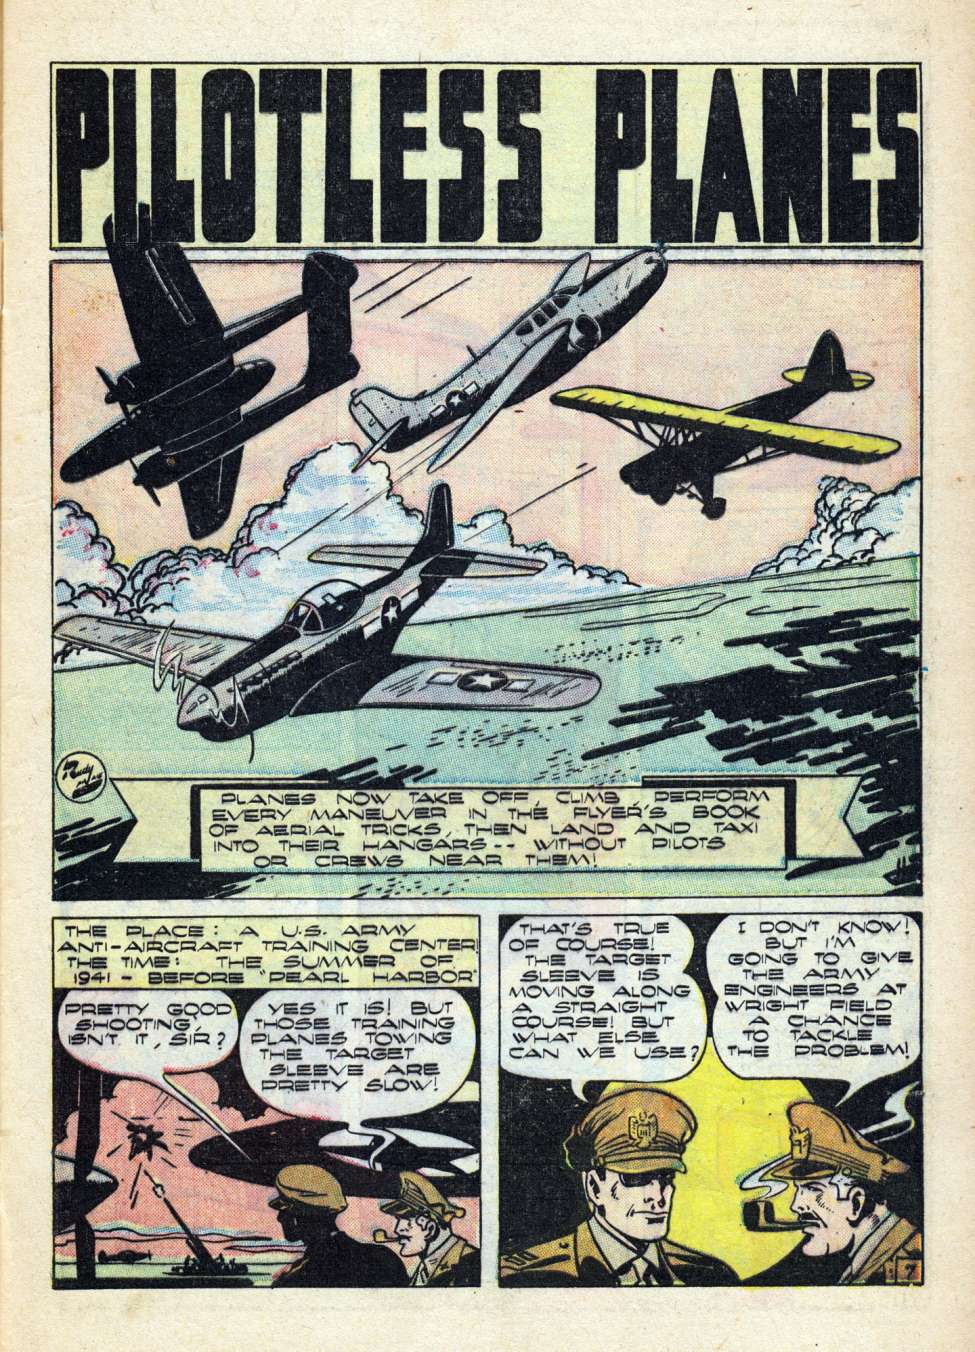 PILOTLESS PLANES
PLANES NOW TAKE OFF, CLIMB, PERFORM
EVERY MANEUVER IN THE FLYER'S BOOK
OF AERIAL TRICKS, THEN LAND AND TAXI
INTO THEIR HANGARS-- WITHOUT PILOTS
OR CREWS NEAR THEM!
THE PLACE: A U.S. ARMY
ANTI-AIRCRAFT TRAINING CENTER!
THE TIME: THE SUMMER OF
1941 - BEFORE "PEARL HARBOR"
PRETTY GOOD
SHOOTING,
ISN'T IT, SIR?
YES IT IS! BUT
THOSE TRAINING
PLANES TOWING
THE TARGET
SLEEVE ARE
PRETTY SLOW!
THAT'S TRUE
OF COURSE!
THE TARGET
SLEEVE IS
MOVING ALONG
A STRAIGHT
COURSE! BUT
WHAT ELSE
CAN WE USE?
I DON'T KNOW!
BUT I'M
GOING TO GIVE
THE ARMY
ENGINEERS AT
WRIGHT FIELD
A CHANCE
TO TACKLE
THE PROBLEM!
7